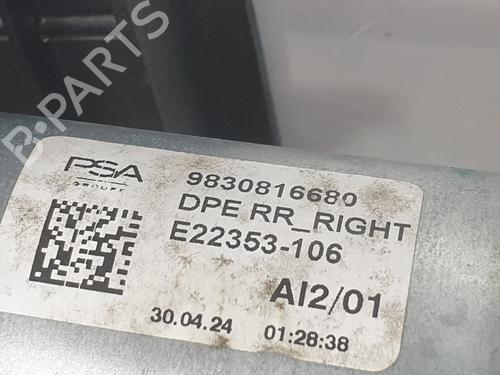 B-PARTS
PSA
GROUPE
9830816680
DPE RR_RIGHT
E22353-106
AI2/01
30.04.24 01:28:38